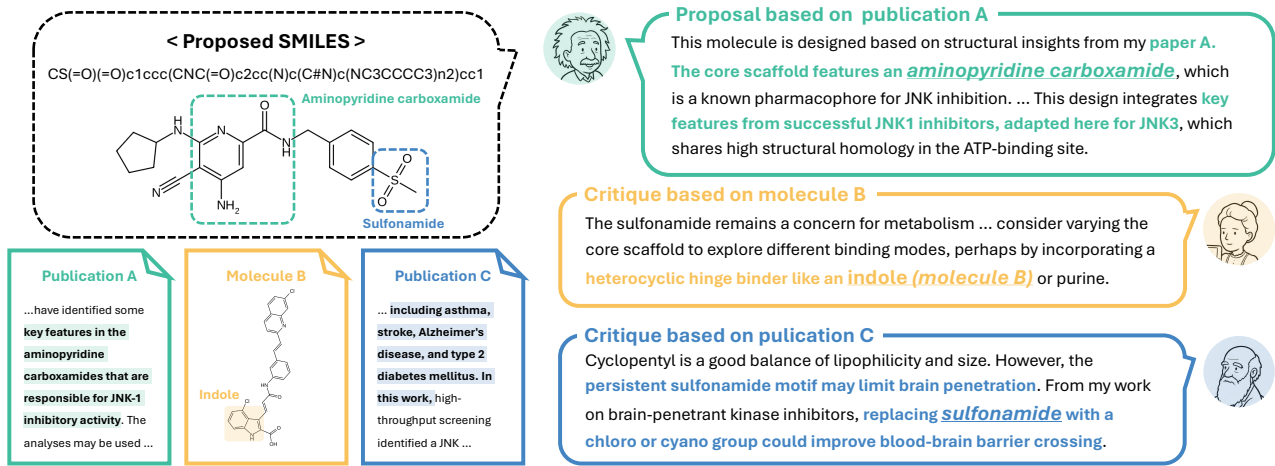 < Proposed SMILES >
CS(=O)(=O)c1ccc(CNC(=O)c2cc(N)c(C#N)c(NC3CCCC3)n2)cc1
Aminopyridine carboxamide
O
H
N
N
N
H
O
S
O
N
NH2
Sulfonamide
Publication A
...have identified some
key features in the
aminopyridine
carboxamides that are
responsible for JNK-1
inhibitory activity. The
analyses may be used ...
Molecule B
Cl
N
HN
O
Indole
Cl
O
HN
OH
Publication C
... including asthma,
stroke, Alzheimer's
disease, and type 2
diabetes mellitus. In
this work, high-
throughput screening
identified a JNK ...
Proposal based on publication A
This molecule is designed based on structural insights from my paper A.
The core scaffold features an aminopyridine carboxamide, which
is a known pharmacophore for JNK inhibition. ... This design integrates key
features from successful JNK1 inhibitors, adapted here for JNK3, which
shares high structural homology in the ATP-binding site.
Critique based on molecule B
The sulfonamide remains a concern for metabolism ... consider varying the
core scaffold to explore different binding modes, perhaps by incorporating a
heterocyclic hinge binder like an indole (molecule B) or purine.
Critique based on pulication C
Cyclopentyl is a good balance of lipophilicity and size. However, the
persistent sulfonamide motif may limit brain penetration. From my work
on brain-penetrant kinase inhibitors, replacing sulfonamide with a
chloro or cyano group could improve blood-brain barrier crossing.